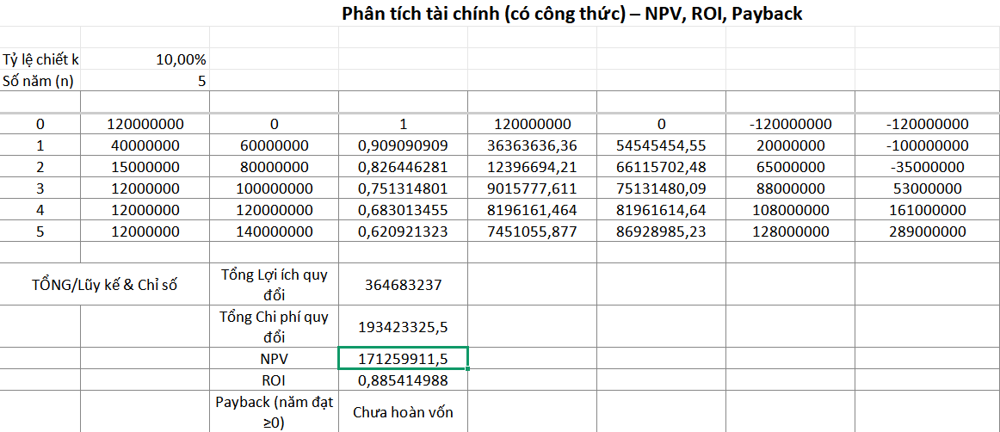 Phân tích tài chính (có công thức) – NPV, ROI, Payback
Tỷ lệ chiết k 10,00%
Số năm (n) 5
0 120000000 0 1 120000000 0 -120000000 -120000000
1 40000000 60000000 0,909090909 36363636,36 54545454,55 20000000 -100000000
2 15000000 80000000 0,826446281 12396694,21 66115702,48 65000000 -35000000
3 12000000 100000000 0,751314801 9015777,611 75131480,09 88000000 53000000
4 12000000 120000000 0,683013455 8196161,464 81961614,64 108000000 161000000
5 12000000 140000000 0,620921323 7451055,877 86928985,23 128000000 289000000
TỔNG/Lũy kế & Chỉ số
Tổng Lợi ích quy
đổi
364683237
Tổng Chi phí quy
đổi
193423325,5
NPV 171259911,5
ROI 0,885414988
Payback (năm đạt
≥0)
Chưa hoàn vốn